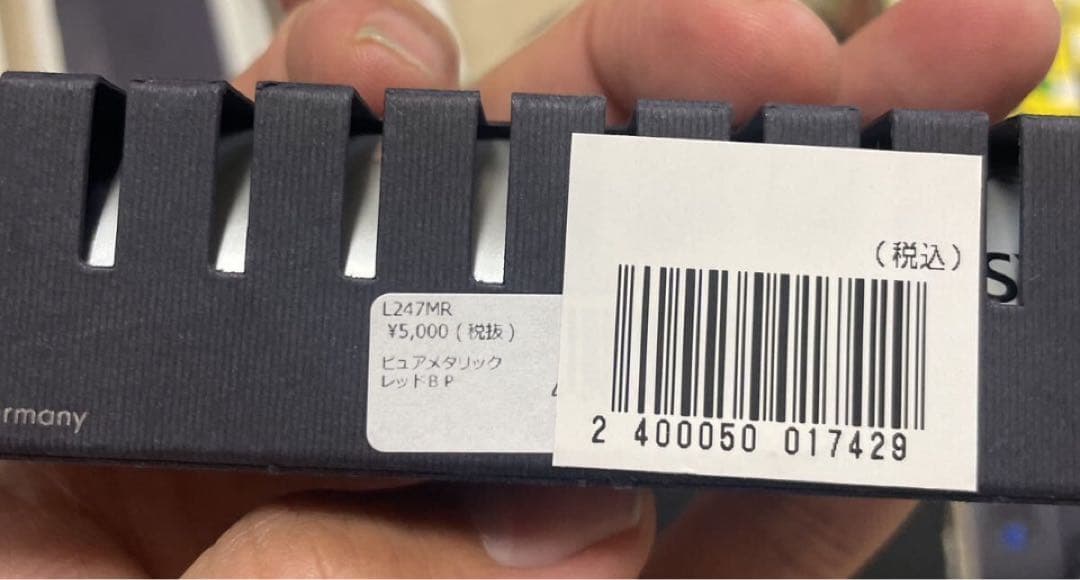 L247MR
¥5,000 (税抜)
ピュアメタリック
レッドBP
(税込)
2 400050 017429
ermany
S